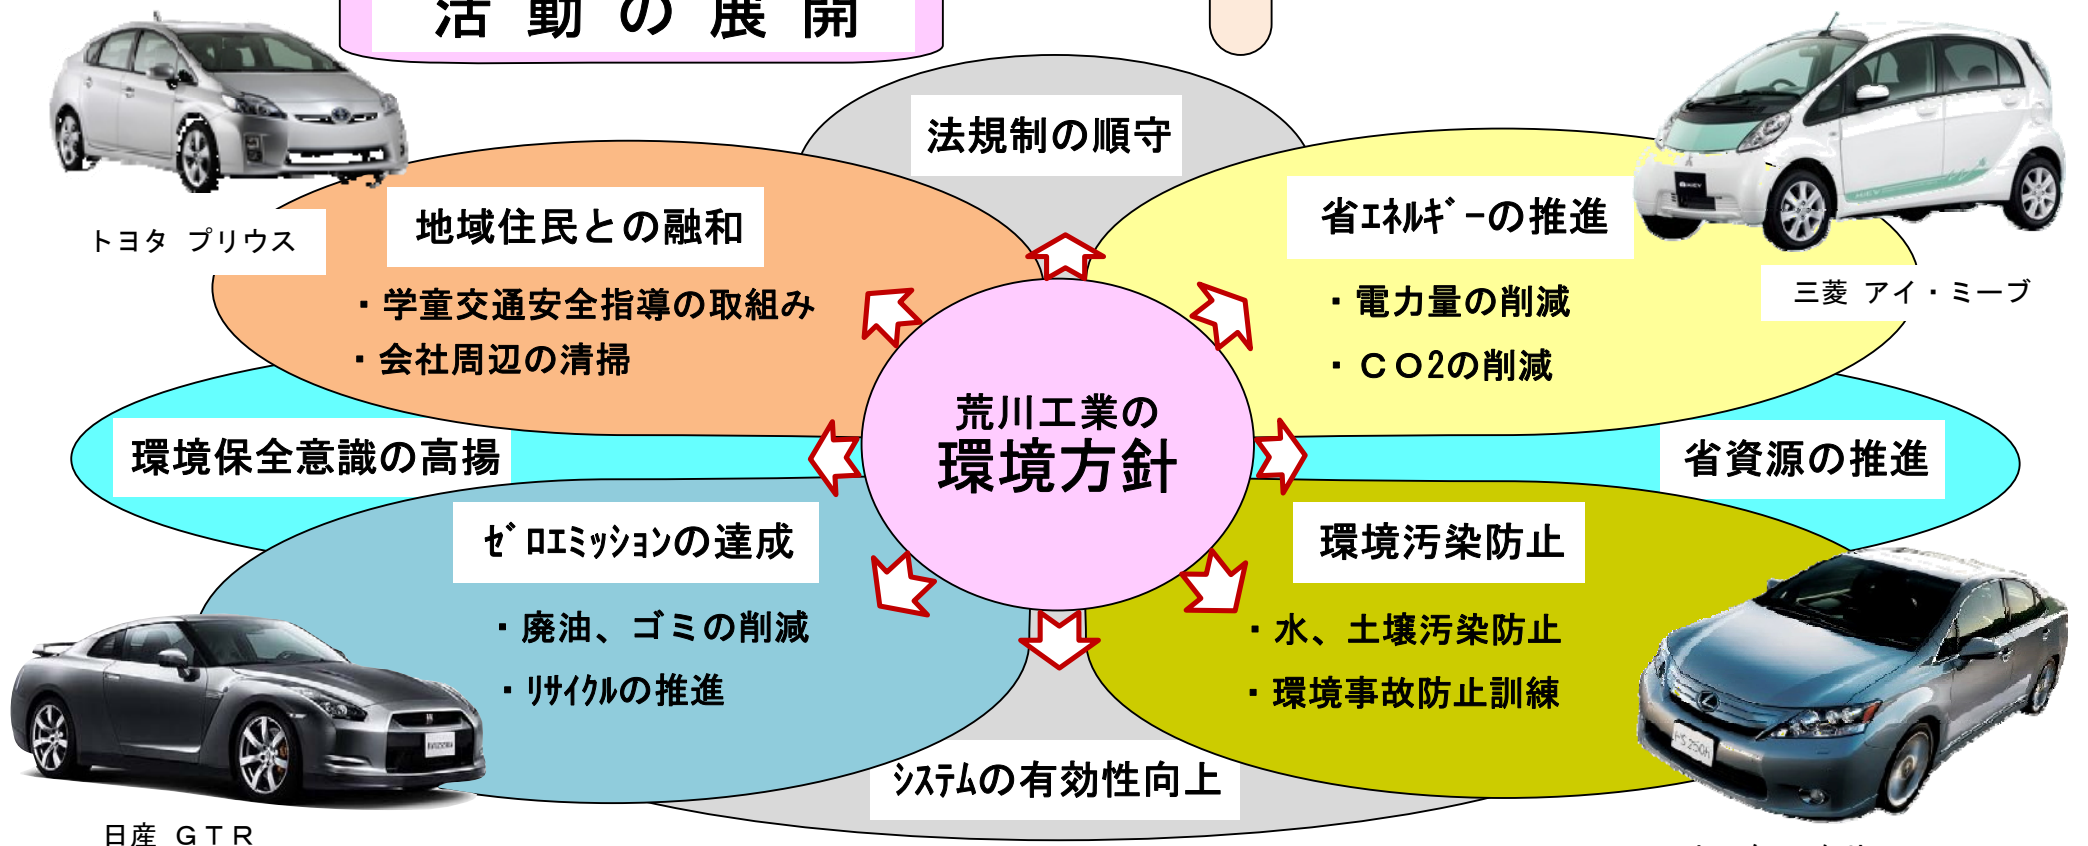 活動の展開
法規制の順守
トヨタ プリウス
地域住民との融和
・学童交通安全指導の取組み
・会社周辺の清掃
省ｴﾈﾙｷﾞｰの推進
・電力量の削減
・ＣＯ2の削減
三菱 アイ・ミーブ
荒川工業の
環境方針
環境保全意識の高揚
省資源の推進
ｾﾞﾛｴﾐｯｼｮﾝの達成
・廃油、ゴミの削減
・ﾘｻｲｸﾙの推進
環境汚染防止
・水、土壌汚染防止
・環境事故防止訓練
ｼｽﾃﾑの有効性向上
日産 ＧＴＲ